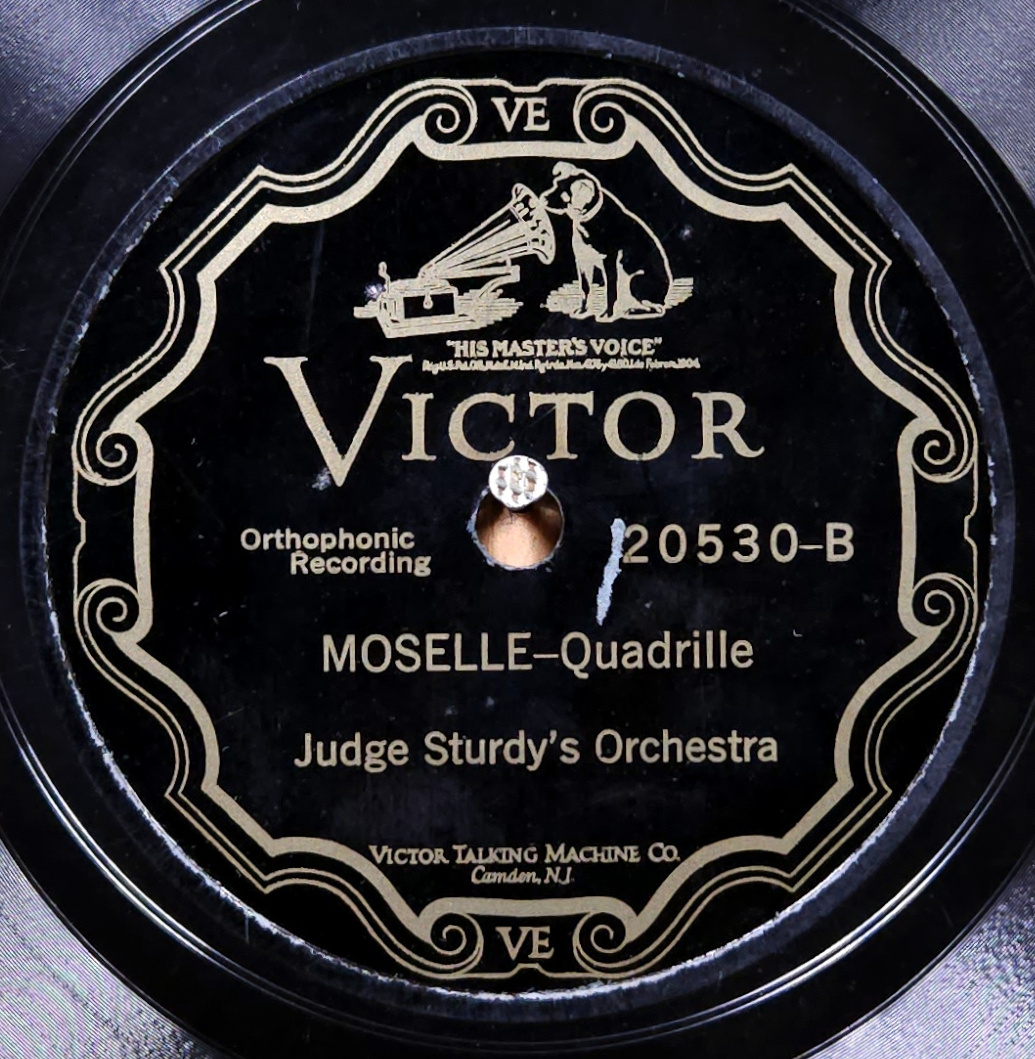 VE
"HIS MASTER'S VOICE"
VICTOR
Orthophonic
Recording
20530-B
MOSELLE–Quadrille
Judge Sturdy's Orchestra
VICTOR TALKING MACHINE CO.
Camden, N.J.
VE